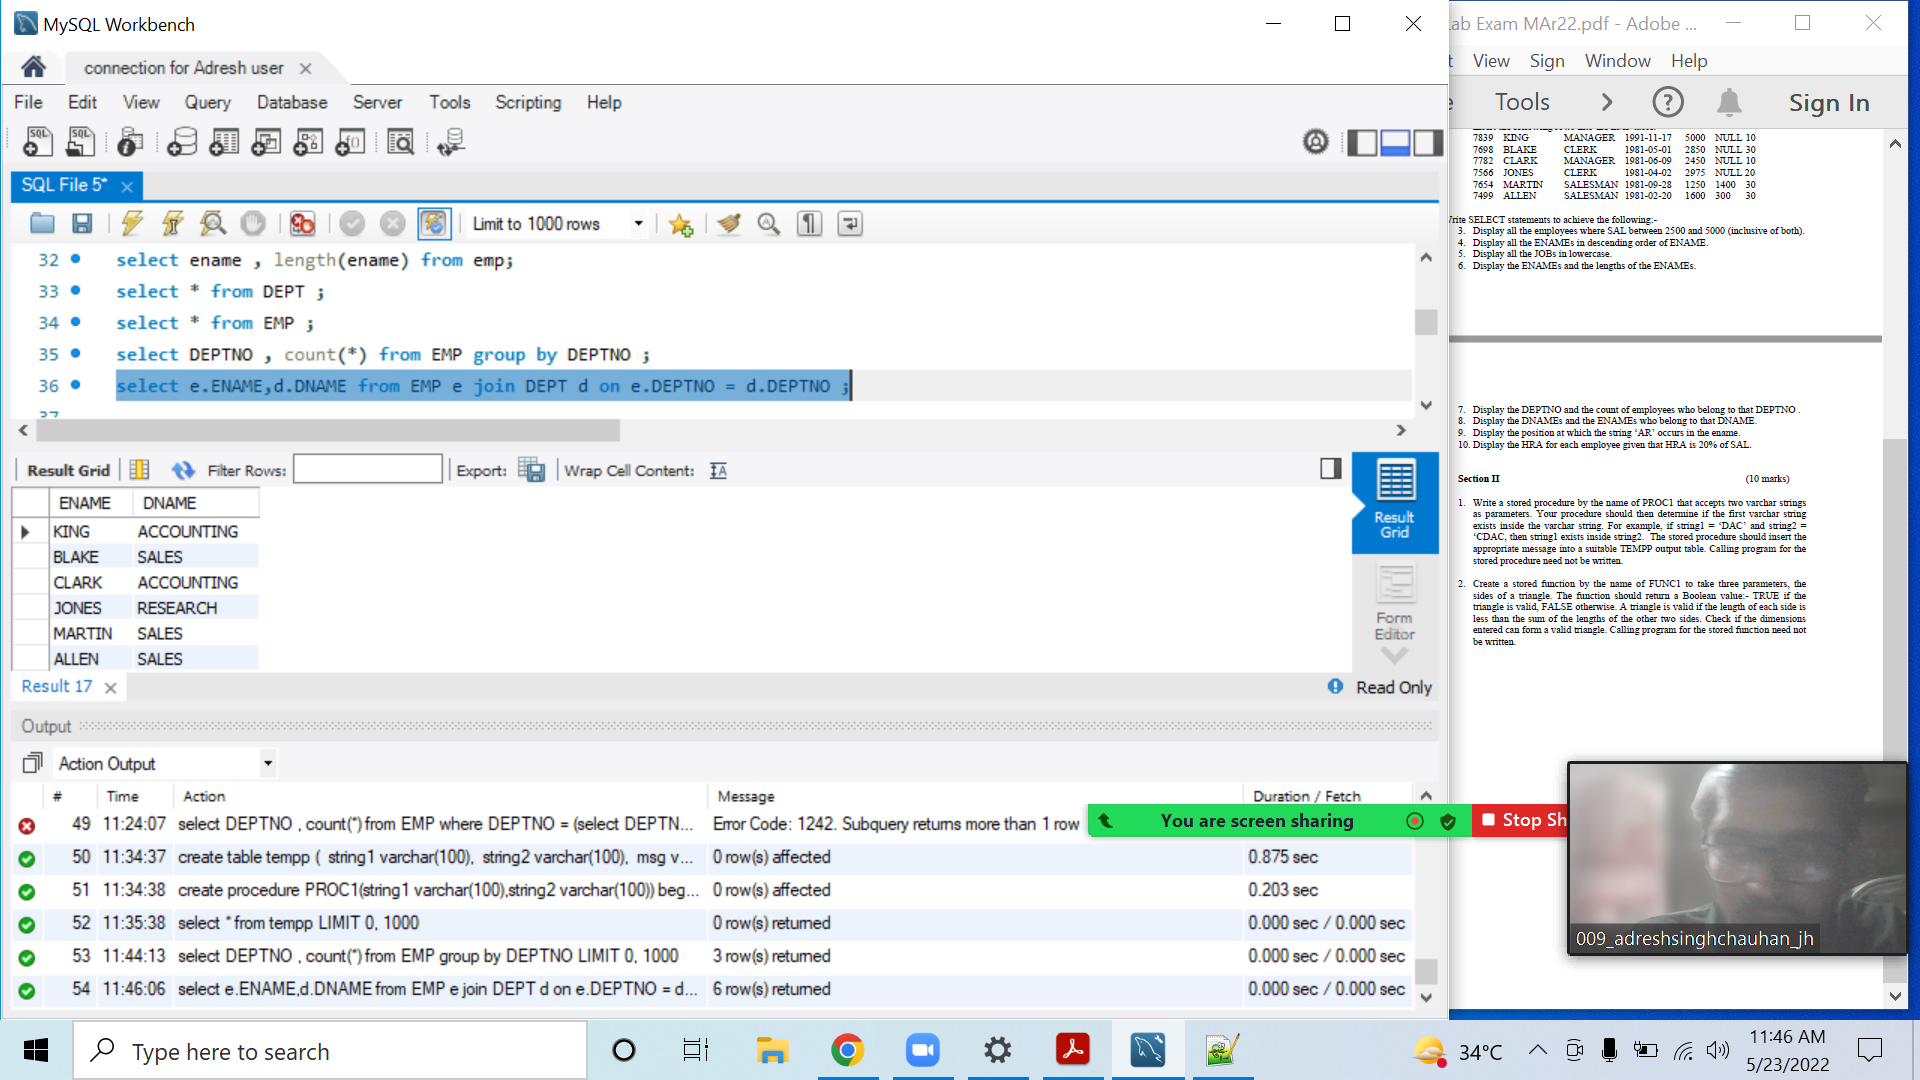 MySQL Workbench
connection for Adresh user
File Edit View Query Database Server Tools Scripting Help
SQL File 5*
Limit to 1000 rows
32 select ename , length(ename) from emp;
33 select * from DEPT ;
34 select * from EMP ;
35 select DEPTNO , count(*) from EMP group by DEPTNO ;
36 select e.ENAME,d.DNAME from EMP e join DEPT d on e.DEPTNO = d.DEPTNO ;
37
Result Grid Filter Rows: Export: Wrap Cell Content:
ENAME DNAME
KING ACCOUNTING
BLAKE SALES
CLARK ACCOUNTING
JONES RESEARCH
MARTIN SALES
ALLEN SALES
Result Grid
Form Editor
Result 17
Read Only
Output
Action Output
# Time Action Message Duration / Fetch
49 11:24:07 select DEPTNO , count(*) from EMP where DEPTNO = (select DEPTN... Error Code: 1242. Subquery returns more than 1 row
50 11:34:37 create table tempp ( string1 varchar(100), string2 varchar(100), msg v... 0 row(s) affected 0.875 sec
51 11:34:38 create procedure PROC1(string1 varchar(100),string2 varchar(100)) beg... 0 row(s) affected 0.203 sec
52 11:35:38 select * from tempp LIMIT 0, 1000 0 row(s) returned 0.000 sec / 0.000 sec
53 11:44:13 select DEPTNO , count(*) from EMP group by DEPTNO LIMIT 0, 1000 3 row(s) returned 0.000 sec / 0.000 sec
54 11:46:06 select e.ENAME,d.DNAME from EMP e join DEPT d on e.DEPTNO = d... 6 row(s) returned 0.000 sec / 0.000 sec
You are screen sharing
Stop Sh
ab Exam MAr22.pdf - Adobe ...
View Sign Window Help
Tools Sign In
7839 KING MANAGER 1991-11-17 5000 NULL 10
7698 BLAKE CLERK 1981-05-01 2850 NULL 30
7782 CLARK MANAGER 1981-06-09 2450 NULL 10
7566 JONES CLERK 1981-04-02 2975 NULL 20
7654 MARTIN SALESMAN 1981-09-28 1250 1400 30
7499 ALLEN SALESMAN 1981-02-20 1600 300 30
rite SELECT statements to achieve the following:-
3. Display all the employees where SAL between 2500 and 5000 (inclusive of both).
4. Display all the ENAMEs in descending order of ENAME.
5. Display all the JOBs in lowercase.
6. Display the ENAMEs and the lengths of the ENAMEs.
7. Display the DEPTNO and the count of employees who belong to that DEPTNO .
8. Display the DNAMEs and the ENAMEs who belong to that DNAME.
9. Display the position at which the string ‘AR’ occurs in the ename.
10. Display the HRA for each employee given that HRA is 20% of SAL.
Section II (10 marks)
1. Write a stored procedure by the name of PROC1 that accepts two varchar strings
as parameters. Your procedure should then determine if the first varchar string
exists inside the varchar string. For example, if string1 = ‘DAC’ and string2 =
‘CDAC, then string1 exists inside string2. The stored procedure should insert the
appropriate message into a suitable TEMPP output table. Calling program for the
stored procedure need not be written.
2. Create a stored function by the name of FUNC1 to take three parameters, the
sides of a triangle. The function should return a Boolean value:- TRUE if the
triangle is valid, FALSE otherwise. A triangle is valid if the length of each side is
less than the sum of the lengths of the other two sides. Check if the dimensions
entered can form a valid triangle. Calling program for the stored function need not
be written.
009_adreshsinghchauhan_jh
Type here to search
34°C
11:46 AM
5/23/2022